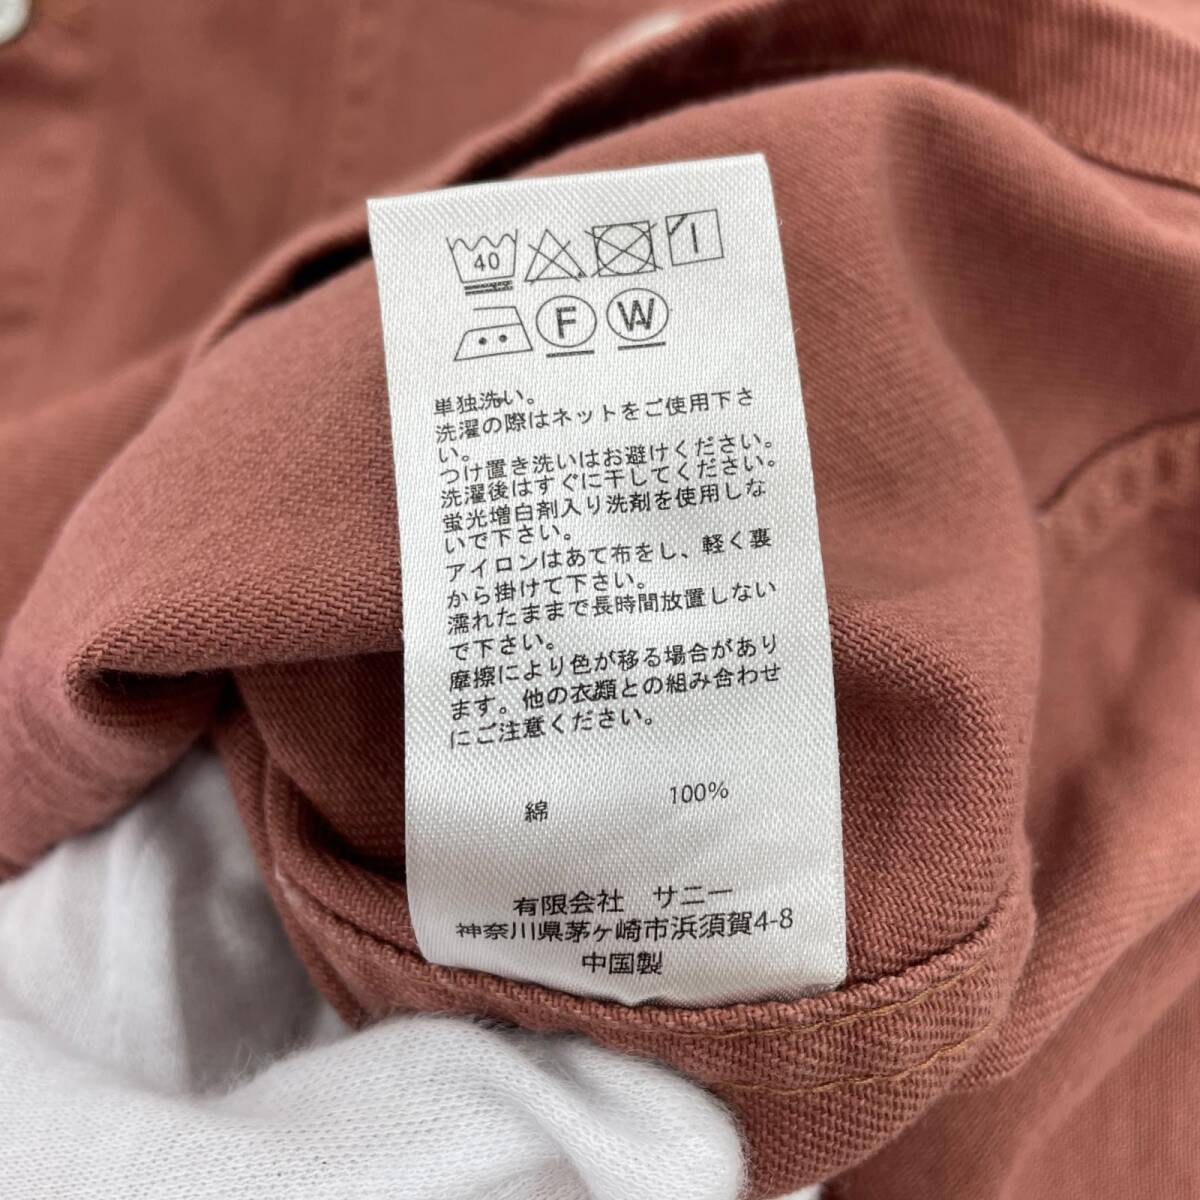 40
F W
単独洗い。
洗濯の際はネットをご使用下さ
い。
つけ置き洗いはお避けください。
洗濯後はすぐに干してください。
蛍光増白剤入り洗剤を使用しな
いで下さい。
アイロンはあて布をし、軽く裏
から掛けて下さい。
濡れたままで長時間放置しない
で下さい。
摩擦により色が移る場合があり
ます。他の衣類との組み合わせ
にご注意ください。
綿 100%
有限会社 サニー
神奈川県茅ヶ崎市浜須賀4-8
中国製